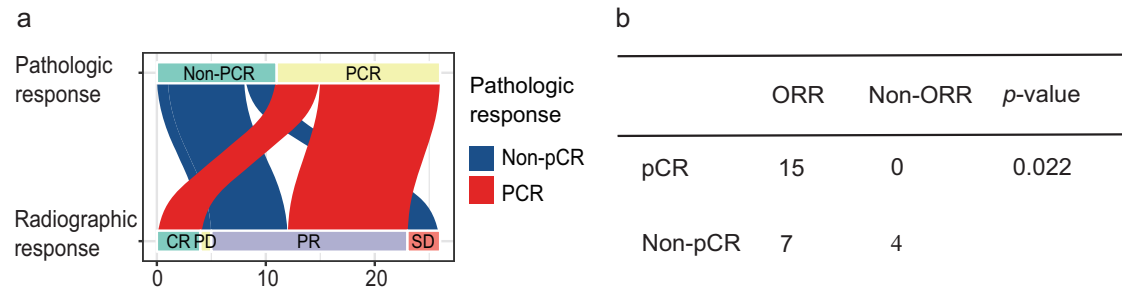 a
Pathologic
response
Non-PCR PCR
Pathologic
response
Non-pCR
PCR
Radiographic
response
CR PD PR SD
0 10 20
b
ORR Non-ORR p-value
pCR 15 0 0.022
Non-pCR 7 4